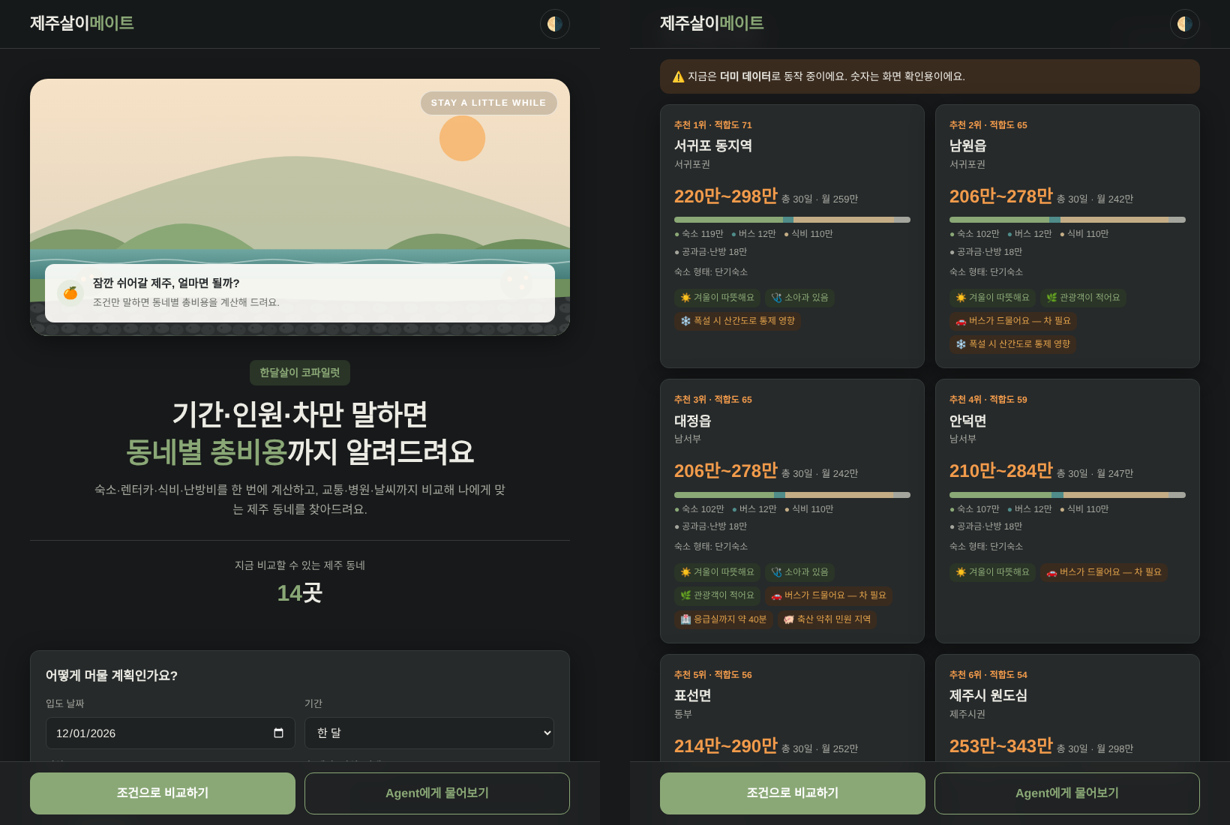 제주살이메이트
STAY A LITTLE WHILE
잠깐 쉬어갈 제주, 얼마면 될까?
조건만 말하면 동네별 총비용을 계산해 드려요.
한달살이 코파일럿
기간·인원·차만 말하면
동네별 총비용까지 알려드려요
숙소·렌터카·식비·난방비를 한 번에 계산하고, 교통·병원·날씨까지 비교해 나에게 맞
는 제주 동네를 찾아드려요.
지금 비교할 수 있는 제주 동네
14곳
어떻게 머물 계획인가요?
입도 날짜
기간
12/01/2026
한 달
조건으로 비교하기
Agent에게 물어보기
제주살이메이트
⚠️ 지금은 더미 데이터로 동작 중이에요. 숫자는 화면 확인용이에요.
추천 1위 · 적합도 71
서귀포 동지역
서귀포권
220만~298만 총 30일 · 월 259만
● 숙소 119만 ● 버스 12만 ● 식비 110만
● 공과금·난방 18만
숙소 형태: 단기숙소
☀️ 겨울이 따뜻해요 🩺 소아과 있음
❄️ 폭설 시 산간도로 통제 영향
추천 2위 · 적합도 65
남원읍
서귀포권
206만~278만 총 30일 · 월 242만
● 숙소 102만 ● 버스 12만 ● 식비 110만
● 공과금·난방 18만
숙소 형태: 단기숙소
☀️ 겨울이 따뜻해요 🌿 관광객이 적어요
🚗 버스가 드물어요 — 차 필요
❄️ 폭설 시 산간도로 통제 영향
추천 3위 · 적합도 65
대정읍
남서부
206만~278만 총 30일 · 월 242만
● 숙소 102만 ● 버스 12만 ● 식비 110만
● 공과금·난방 18만
숙소 형태: 단기숙소
☀️ 겨울이 따뜻해요 🩺 소아과 있음
🌿 관광객이 적어요 🚗 버스가 드물어요 — 차 필요
🏥 응급실까지 약 40분 🐖 축산 악취 민원 지역
추천 4위 · 적합도 59
안덕면
남서부
210만~284만 총 30일 · 월 247만
● 숙소 107만 ● 버스 12만 ● 식비 110만
● 공과금·난방 18만
숙소 형태: 단기숙소
☀️ 겨울이 따뜻해요 🚗 버스가 드물어요 — 차 필요
추천 5위 · 적합도 56
표선면
동부
214만~290만 총 30일 · 월 252만
추천 6위 · 적합도 54
제주시 원도심
제주시권
253만~343만 총 30일 · 월 298만
조건으로 비교하기
Agent에게 물어보기